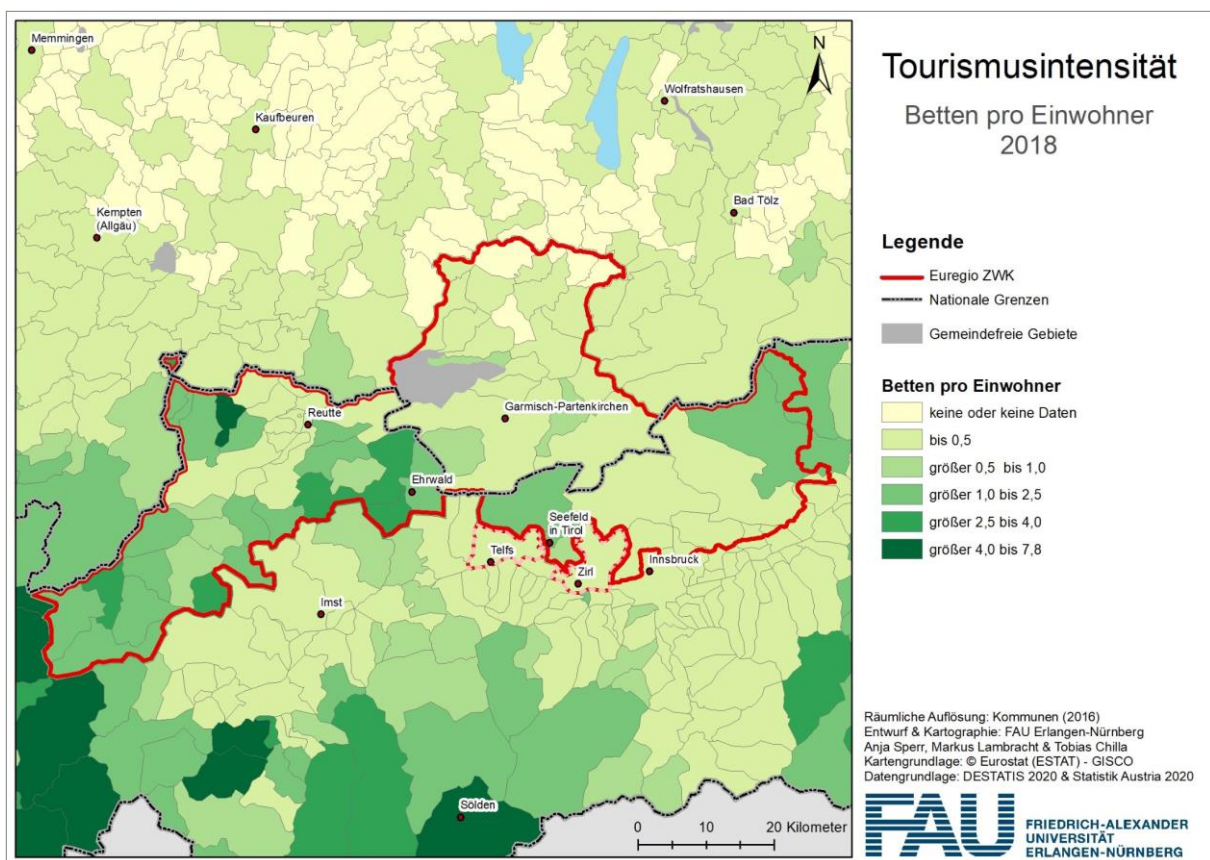 Memmingen
Kaufbeuren
Wolfratshausen
N
Kempten
(Allgäu)
Bad Tölz
Reutte
Garmisch-Partenkirchen
Ehrwald
Seefeld
in Tirol
Telfs
Zirl
Innsbruck
Imst
Sölden
0 10 20 Kilometer
Tourismusintensität
Betten pro Einwohner
2018
Legende
Euregio ZWK
Nationale Grenzen
Gemeindefreie Gebiete
Betten pro Einwohner
keine oder keine Daten
bis 0,5
größer 0,5 bis 1,0
größer 1,0 bis 2,5
größer 2,5 bis 4,0
größer 4,0 bis 7,8
Räumliche Auflösung: Kommunen (2016)
Entwurf & Kartographie: FAU Erlangen-Nürnberg
Anja Sperr, Markus Lambracht & Tobias Chilla
Kartengrundlage: © Eurostat (ESTAT) - GISCO
Datengrundlage: DESTATIS 2020 & Statistik Austria 2020
FAU
FRIEDRICH-ALEXANDER
UNIVERSITÄT
ERLANGEN-NÜRNBERG